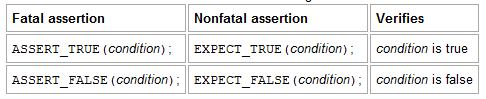 Fatal assertion Nonfatal assertion Verifies
ASSERT_TRUE(condition); EXPECT_TRUE(condition); condition is true
ASSERT_FALSE(condition); EXPECT_FALSE(condition); condition is false